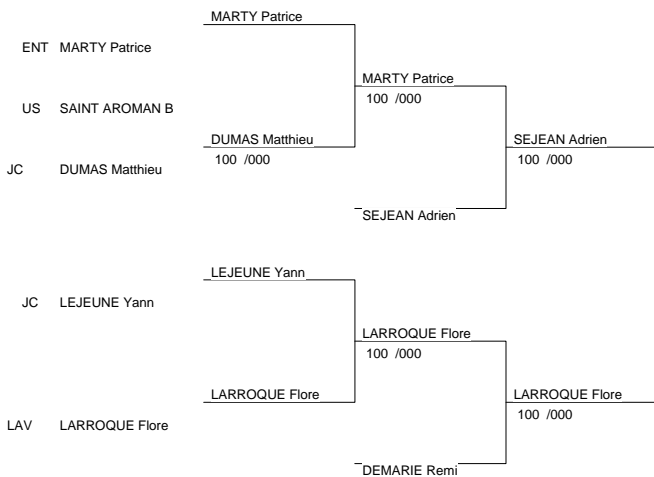 MARTY Patrice
ENT MARTY Patrice
MARTY Patrice
100 /000
US SAINT AROMAN B
DUMAS Matthieu
SEJEAN Adrien
100 /000
100 /000
JC DUMAS Matthieu
SEJEAN Adrien
LEJEUNE Yann
JC LEJEUNE Yann
LARROQUE Flore
100 /000
LARROQUE Flore
LARROQUE Flore
100 /000
LAV LARROQUE Flore
DEMARIE Remi